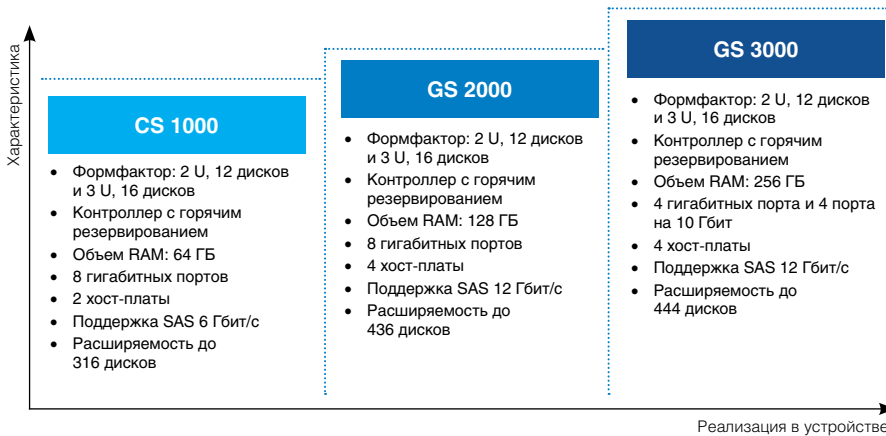 Характеристика
CS 1000
• Формфактор: 2 U, 12 дисков
и 3 U, 16 дисков
• Контроллер с горячим
резервированием
• Объем RAM: 64 ГБ
• 8 гигабитных портов
• 2 хост-платы
• Поддержка SAS 6 Гбит/с
• Расширяемость до
316 дисков
GS 2000
• Формфактор: 2 U, 12 дисков
и 3 U, 16 дисков
• Контроллер с горячим
резервированием
• Объем RAM: 128 ГБ
• 8 гигабитных портов
• 4 хост-платы
• Поддержка SAS 12 Гбит/с
• Расширяемость до
436 дисков
GS 3000
• Формфактор: 2 U, 12 дисков
и 3 U, 16 дисков
• Контроллер с горячим
резервированием
• Объем RAM: 256 ГБ
• 4 гигабитных порта и 4 порта
на 10 Гбит
• 4 хост-платы
• Поддержка SAS 12 Гбит/с
• Расширяемость до
444 дисков
Реализация в устройстве